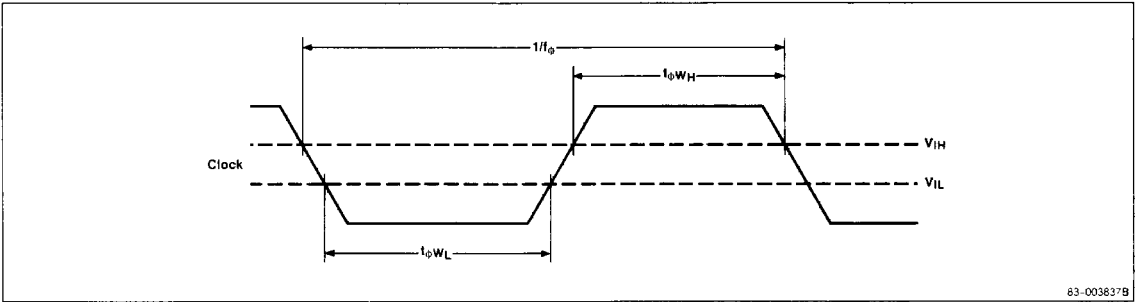 1/fφ
tφWH
VIH
Clock
VIL
tφWL
83-003837B